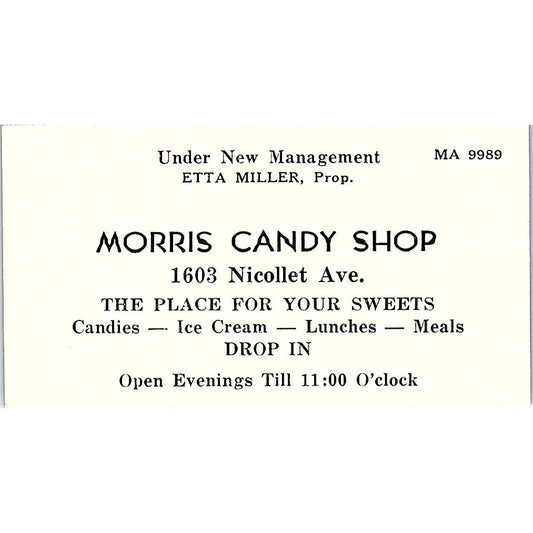 Under New Management MA 9989
ETTA MILLER, Prop.
MORRIS CANDY SHOP
1603 Nicollet Ave.
THE PLACE FOR YOUR SWEETS
Candies — Ice Cream — Lunches — Meals
DROP IN
Open Evenings Till 11:00 O'clock